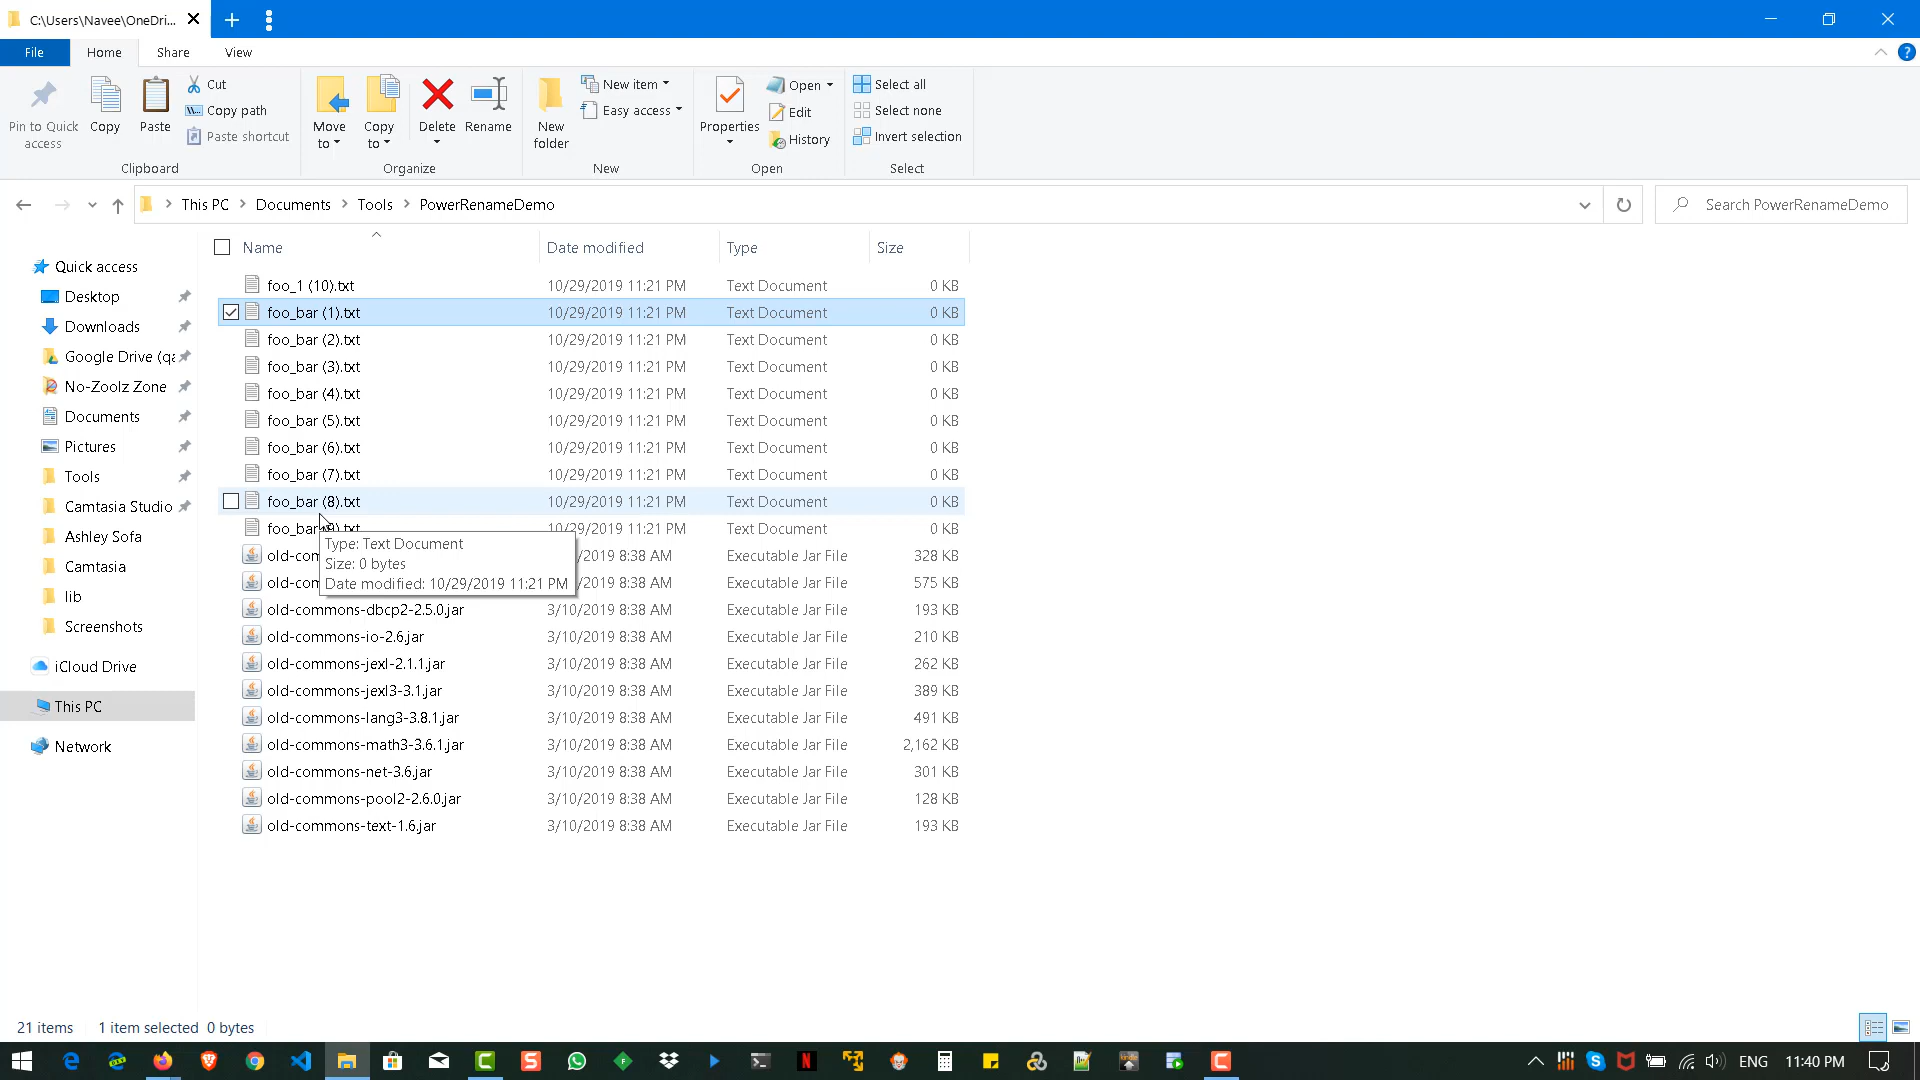 C:\Users\Navee\OneDri...
File Home Share View
Pin to Quick access
Copy
Paste
Cut
Copy path
Paste shortcut
Clipboard
Move to
Copy to
Delete
Rename
Organize
New folder
New item
Easy access
New
Properties
Open
Edit
History
Open
Select all
Select none
Invert selection
Select
This PC > Documents > Tools > PowerRenameDemo
Search PowerRenameDemo
Quick access
Desktop
Downloads
Google Drive (qa
No-Zoolz Zone
Documents
Pictures
Tools
Camtasia Studio
Ashley Sofa
Camtasia
lib
Screenshots
iCloud Drive
This PC
Network
Name Date modified Type Size
foo_1 (10).txt 10/29/2019 11:21 PM Text Document 0 KB
foo_bar (1).txt 10/29/2019 11:21 PM Text Document 0 KB
foo_bar (2).txt 10/29/2019 11:21 PM Text Document 0 KB
foo_bar (3).txt 10/29/2019 11:21 PM Text Document 0 KB
foo_bar (4).txt 10/29/2019 11:21 PM Text Document 0 KB
foo_bar (5).txt 10/29/2019 11:21 PM Text Document 0 KB
foo_bar (6).txt 10/29/2019 11:21 PM Text Document 0 KB
foo_bar (7).txt 10/29/2019 11:21 PM Text Document 0 KB
foo_bar (8).txt 10/29/2019 11:21 PM Text Document 0 KB
foo_bar 10/29/2019 11:21 PM Text Document 0 KB
Type: Text Document
Size: 0 bytes
Date modified: 10/29/2019 11:21 PM
old-com /2019 8:38 AM Executable Jar File 328 KB
old-com /2019 8:38 AM Executable Jar File 575 KB
old-commons-dbcp2-2.5.0.jar 3/10/2019 8:38 AM Executable Jar File 193 KB
old-commons-io-2.6.jar 3/10/2019 8:38 AM Executable Jar File 210 KB
old-commons-jexl-2.1.1.jar 3/10/2019 8:38 AM Executable Jar File 262 KB
old-commons-jexl3-3.1.jar 3/10/2019 8:38 AM Executable Jar File 389 KB
old-commons-lang3-3.8.1.jar 3/10/2019 8:38 AM Executable Jar File 491 KB
old-commons-math3-3.6.1.jar 3/10/2019 8:38 AM Executable Jar File 2,162 KB
old-commons-net-3.6.jar 3/10/2019 8:38 AM Executable Jar File 301 KB
old-commons-pool2-2.6.0.jar 3/10/2019 8:38 AM Executable Jar File 128 KB
old-commons-text-1.6.jar 3/10/2019 8:38 AM Executable Jar File 193 KB
21 items 1 item selected 0 bytes
ENG 11:40 PM